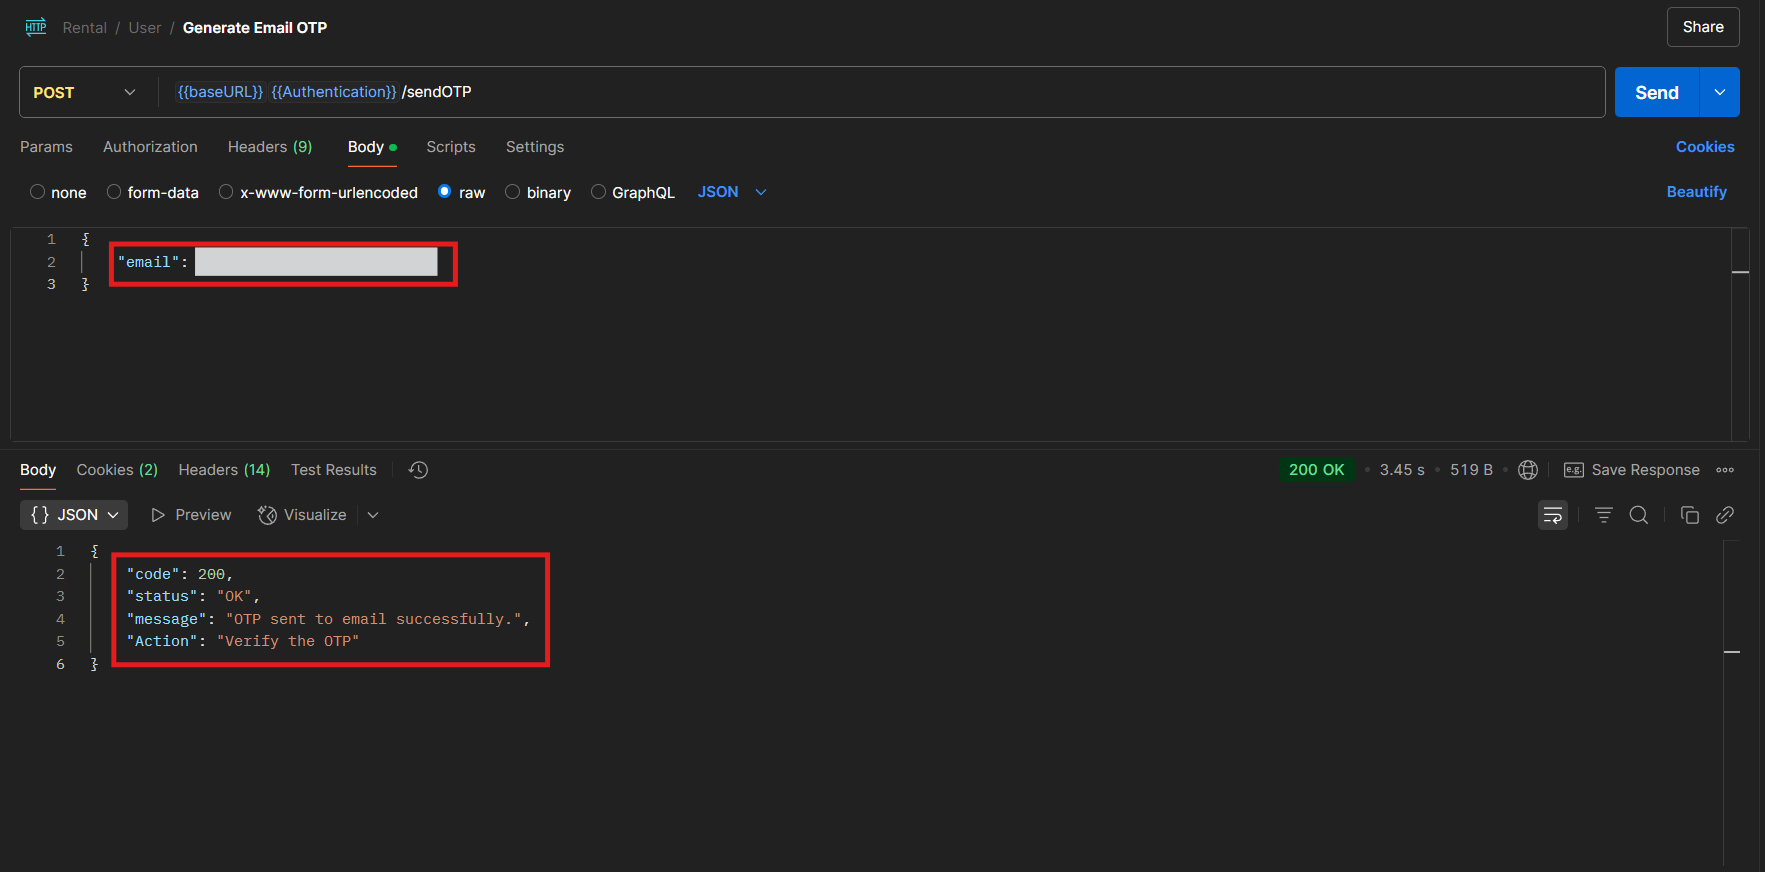 HTTP Rental / User / Generate Email OTP Share
POST {{baseURL}} {{Authentication}} /sendOTP Send
Params Authorization Headers (9) Body Scripts Settings Cookies
none form-data x-www-form-urlencoded raw binary GraphQL JSON Beautify
1 {
2 "email":
3 }
Body Cookies (2) Headers (14) Test Results 200 OK • 3.45 s • 519 B • e.g. Save Response
{} JSON Preview Visualize
1 {
2 "code": 200,
3 "status": "OK",
4 "message": "OTP sent to email successfully.",
5 "Action": "Verify the OTP"
6 }